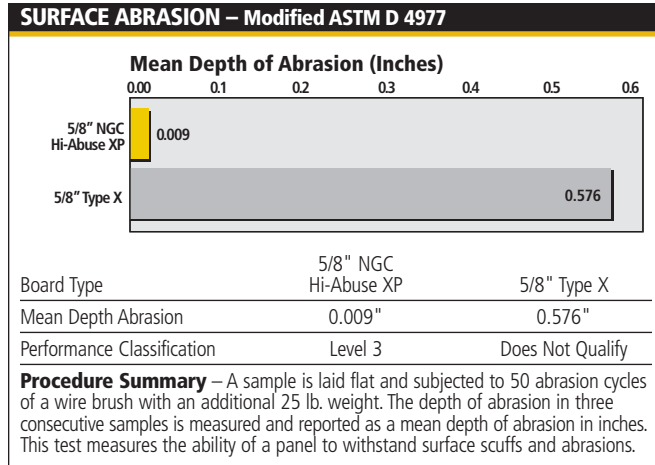 SURFACE ABRASION – Modified ASTM D 4977
Mean Depth of Abrasion (Inches)
0.00 0.1 0.2 0.3 0.4 0.5 0.6
5/8” NGC
Hi-Abuse XP
0.009
5/8” Type X
0.576
5/8" NGC
Board Type Hi-Abuse XP 5/8" Type X
Mean Depth Abrasion 0.009" 0.576"
Performance Classification Level 3 Does Not Qualify
Procedure Summary – A sample is laid flat and subjected to 50 abrasion cycles
of a wire brush with an additional 25 lb. weight. The depth of abrasion in three
consecutive samples is measured and reported as a mean depth of abrasion in inches.
This test measures the ability of a panel to withstand surface scuffs and abrasions.